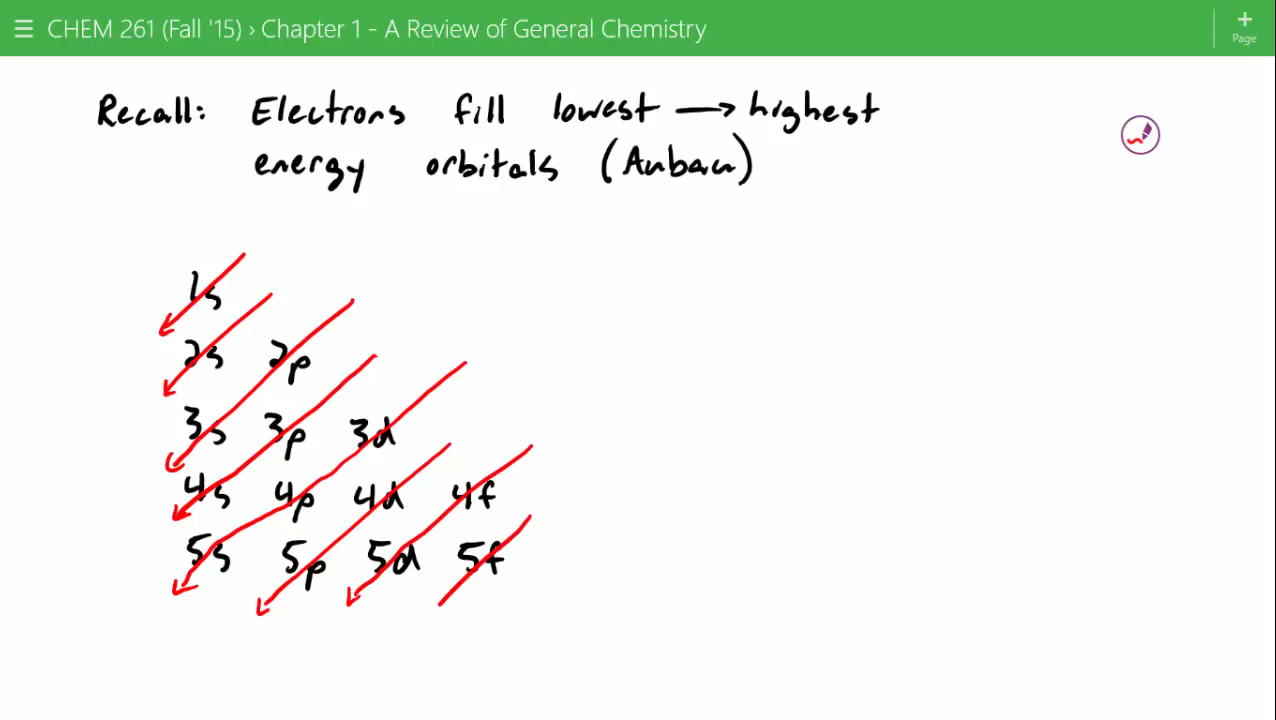 ☰ CHEM 261 (Fall '15) › Chapter 1 - A Review of General Chemistry
+ Page
Recall: Electrons fill lowest → highest
energy orbitals (Aubau)
1s
2s 2p
3s 3p 3d
4s 4p 4d 4f
5s 5p 5d 5f